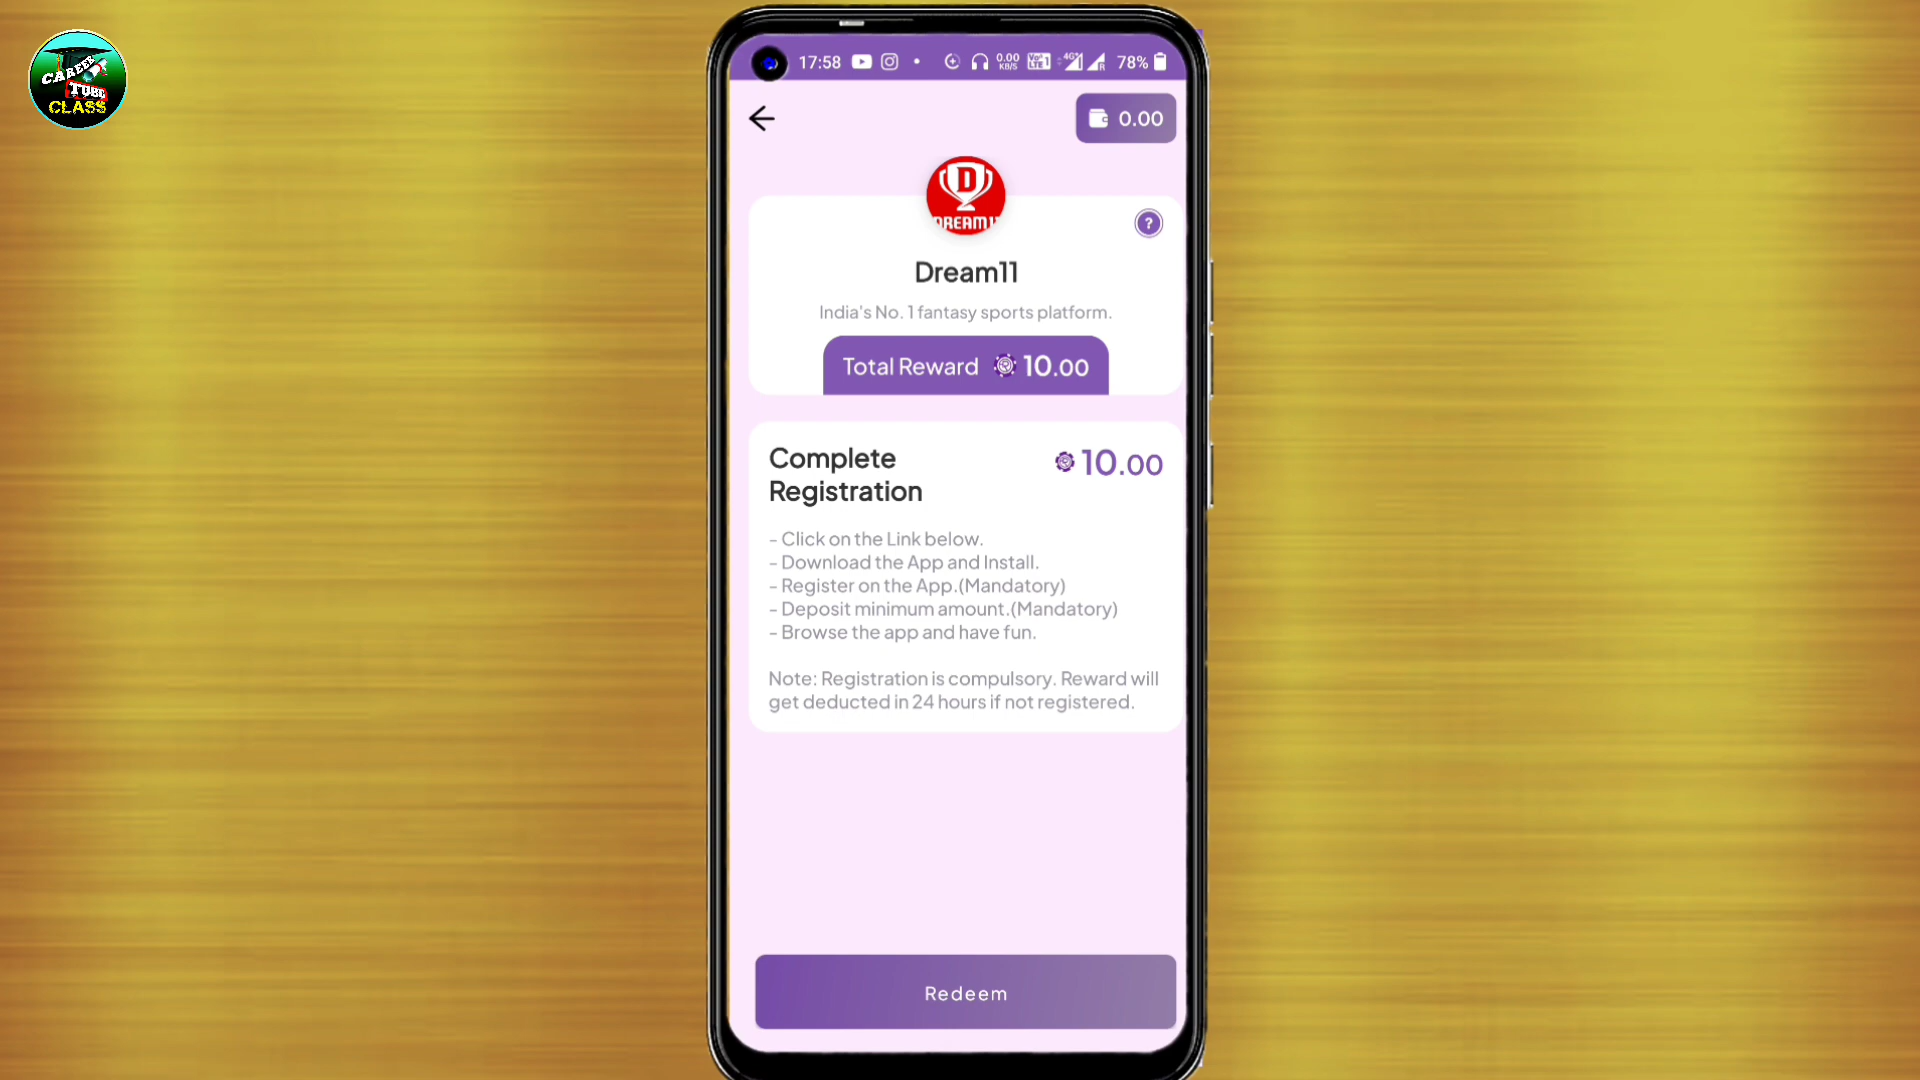 CAREER
TUBE
CLASS
17:58
0.00
KB/S
4G
R
78%
0.00
D
DREAM11
?
Dream11
India's No. 1 fantasy sports platform.
Total Reward 10.00
Complete
Registration
10.00
- Click on the Link below.
- Download the App and Install.
- Register on the App.(Mandatory)
- Deposit minimum amount.(Mandatory)
- Browse the app and have fun.
Note: Registration is compulsory. Reward will
get deducted in 24 hours if not registered.
Redeem